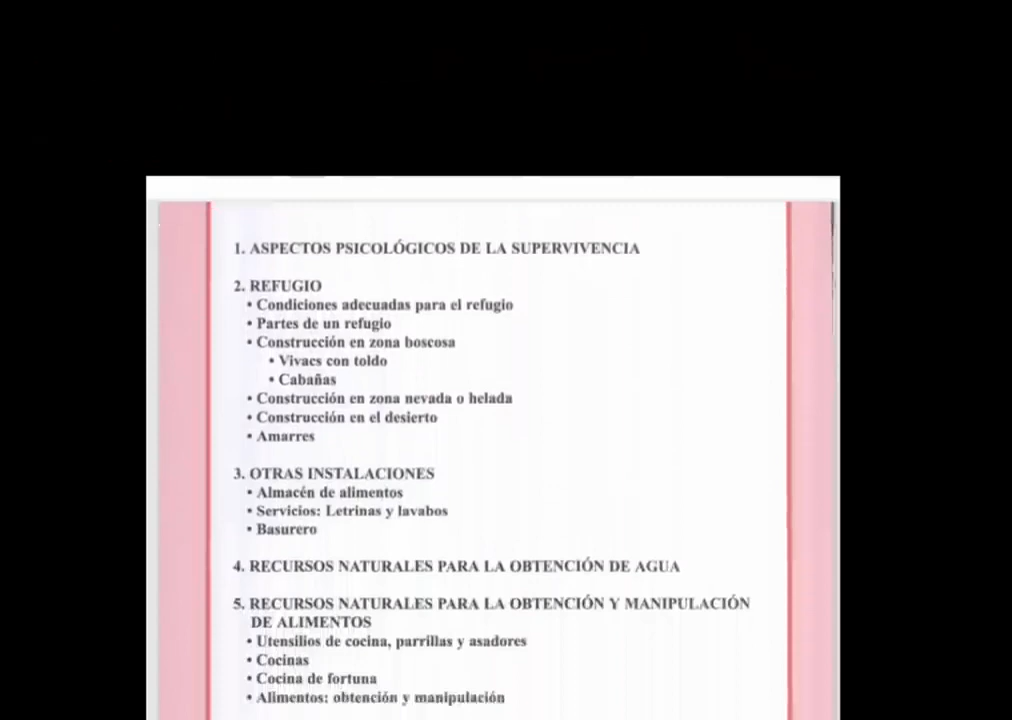 1. ASPECTOS PSICOLÓGICOS DE LA SUPERVIVENCIA
2. REFUGIO
• Condiciones adecuadas para el refugio
• Partes de un refugio
• Construcción en zona boscosa
• Vivacs con toldo
• Cabañas
• Construcción en zona nevada o helada
• Construcción en el desierto
• Amarres
3. OTRAS INSTALACIONES
• Almacén de alimentos
• Servicios: Letrinas y lavabos
• Basurero
4. RECURSOS NATURALES PARA LA OBTENCIÓN DE AGUA
5. RECURSOS NATURALES PARA LA OBTENCIÓN Y MANIPULACIÓN
DE ALIMENTOS
• Utensilios de cocina, parrillas y asadores
• Cocinas
• Cocina de fortuna
• Alimentos: obtención y manipulación